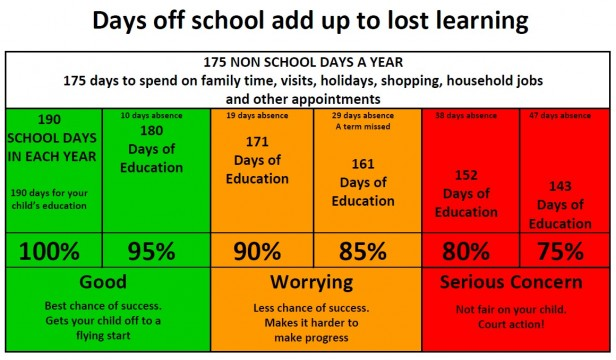 Days off school add up to lost learning
175 NON SCHOOL DAYS A YEAR
175 days to spend on family time, visits, holidays, shopping, household jobs
and other appointments
190
SCHOOL DAYS
IN EACH YEAR
190 days for your
child's education
100%
10 days absence
180
Days of
Education
95%
19 days absence
171
Days of
Education
90%
29 days absence
A term missed
161
Days of
Education
85%
38 days absence
152
Days of
Education
80%
47 days absence
143
Days of
Education
75%
Good
Best chance of success.
Gets your child off to a
flying start
Worrying
Less chance of success.
Makes it harder to
make progress
Serious Concern
Not fair on your child.
Court action!